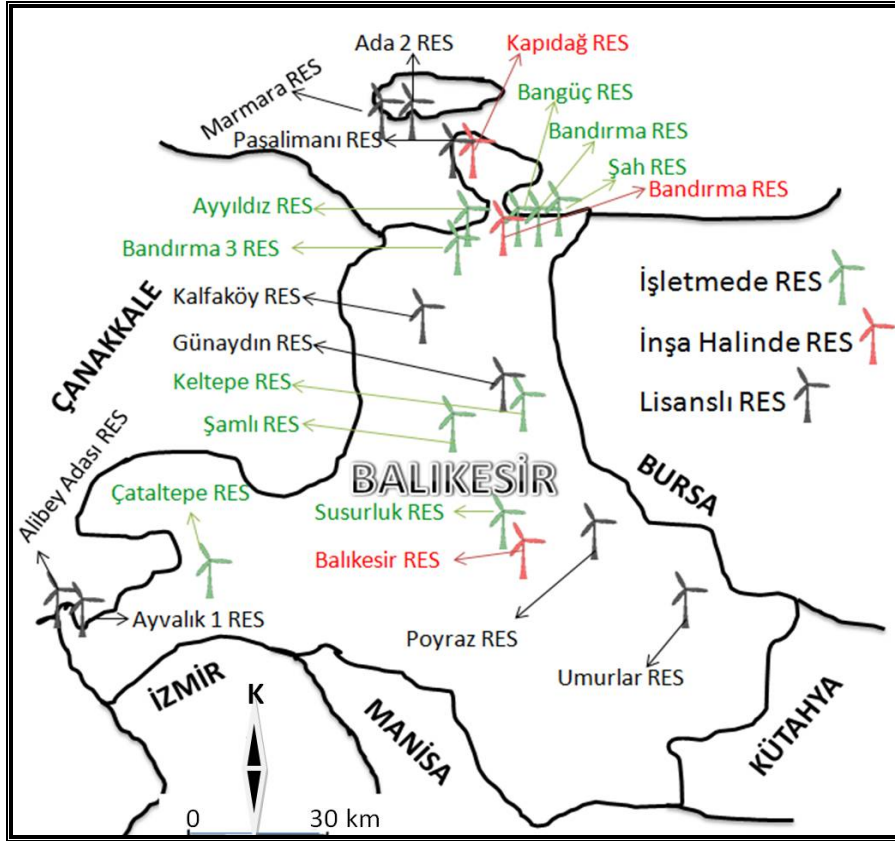 Ada 2 RES
Kapıdağ RES
Marmara RES
Bangüç RES
Paşalimanı RES
Bandırma RES
Şah RES
Bandırma RES
Ayyıldız RES
Bandırma 3 RES
Kalfaköy RES
Günaydın RES
Keltepe RES
Şamlı RES
ÇANAKKALE
İşletmede RES
İnşa Halinde RES
Lisanslı RES
BALIKESİR
BURSA
Alibey Adası RES
Çataltepe RES
Susurluk RES
Balıkesir RES
Ayvalık 1 RES
Poyraz RES
Umurlar RES
İZMİR
K
MANİSA
KÜTAHYA
0 30 km